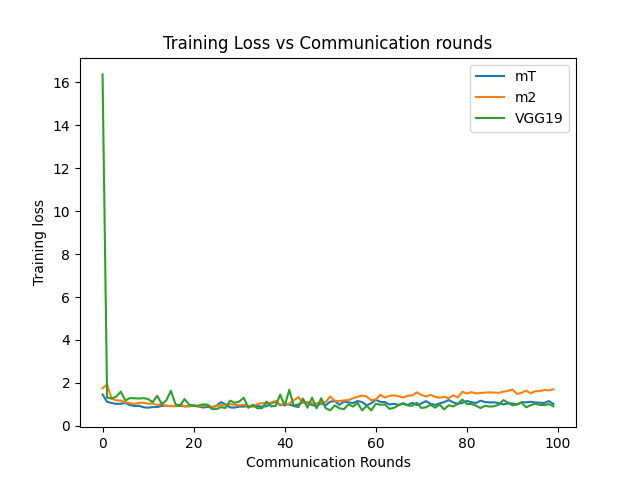 Training Loss vs Communication rounds
mT
m2
VGG19
16
14
12
10
8
6
4
2
0
Training loss
0 20 40 60 80 100
Communication Rounds